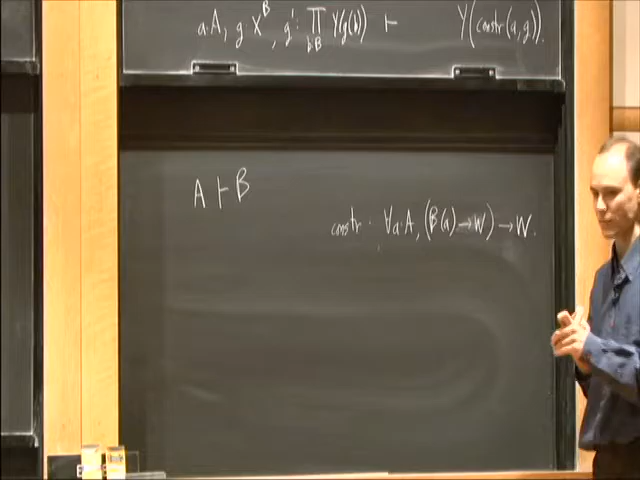 a:A, g:X^B, g': ∏_{b:B} Y(g(b)) ⊢ Y(constr(a,g)).
A ⊢ B
constr : ∀a:A, (B(a)→W)→W.